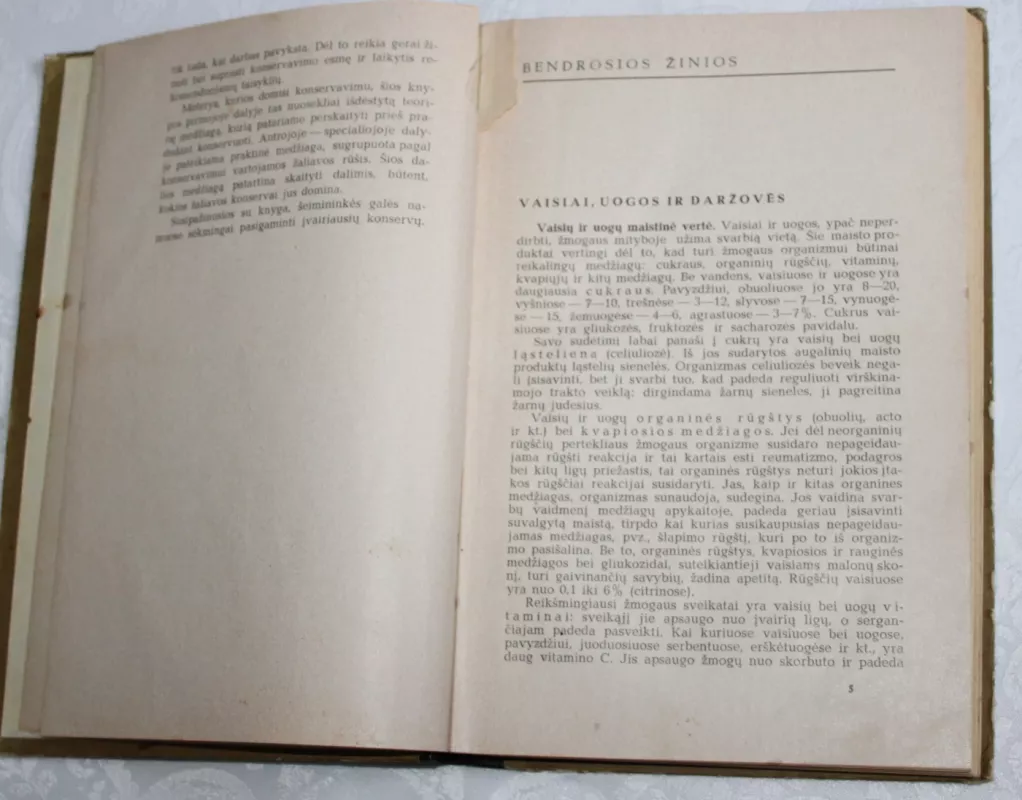 tik tada, kai darbas pavyksta. Dėl to reikia gerai ži-
noti bei suprasti konservavimo esmę ir laikytis re-
komenduojamų taisyklių.
Moterys, kurios domisi konservavimu, šios kny-
gos pirmojoje dalyje ras nuosekliai išdėstytą teori-
nę medžiagą, kurią patariame perskaityti prieš pra-
dedant konservuoti. Antrojoje — specialiojoje daly-
je pateikiama praktinė medžiaga, sugrupuota pagal
konservavimui vartojamos žaliavos rūšis. Šios da-
lies medžiagą patartina skaityti dalimis, būtent,
kokios žaliavos konservai jus domina.
Susipažinusios su knyga, šeimininkės galės na-
muose sėkmingai pasigaminti įvairiausių konservų.
BENDROSIOS ŽINIOS
VAISIAI, UOGOS IR DARŽOVĖS
Vaisių ir uogų maistinė vertė. Vaisiai ir uogos, ypač neper-
dirbti, žmogaus mityboje užima svarbią vietą. Šie maisto pro-
duktai vertingi dėl to, kad turi žmogaus organizmui būtinai
reikalingų medžiagų: cukraus, organinių rūgščių, vitaminų,
kvapiųjų ir kitų medžiagų. Be vandens, vaisiuose ir uogose yra
daugiausia cukraus. Pavyzdžiui, obuoliuose jo yra 8—20,
vyšniose — 7—10, trešnėse — 3—12, slyvose — 7—15, vynuogė-
se — 15, žemuogėse — 4—6, agrastuose — 3—7%. Cukrus vai-
siuose yra gliukozės, fruktozės ir sacharozės pavidalu.
Savo sudėtimi labai panaši į cukrų yra vaisių bei uogų
ląsteliena (celiuliozė). Iš jos sudarytos augalinių maisto
produktų ląstelių sienelės. Organizmas celiuliozės beveik nega-
li įsisavinti, bet ji svarbi tuo, kad padeda reguliuoti virškina-
mojo trakto veiklą: dirgindama žarnų sieneles, ji pagreitina
žarnų judesius.
Vaisių ir uogų organinės rūgštys (obuolių, acto
ir kt.) bei kvapiosios medžiagos. Jei dėl neorganinių
rūgščių pertekliaus žmogaus organizme susidaro nepageidau-
jama rūgšti reakcija ir tai kartais esti reumatizmo, podagros
bei kitų ligų priežastis, tai organinės rūgštys neturi jokios įta-
kos rūgščiai reakcijai susidaryti. Jas, kaip ir kitas organines
medžiagas, organizmas sunaudoja, sudegina. Jos vaidina svar-
bų vaidmenį medžiagų apykaitoje, padeda geriau įsisavinti
suvalgytą maistą, tirpdo kai kurias susikaupusias nepageidau-
jamas medžiagas, pvz., šlapimo rūgštį, kuri po to iš organiz-
mo pasišalina. Be to, organinės rūgštys, kvapiosios ir rauginės
medžiagos bei gliukozidai, suteikiantieji vaisiams malonų sko-
nį, turi gaivinančių savybių, žadina apetitą. Rūgščių vaisiuose
yra nuo 0,1 iki 6% (citrinose).
Reikšmingiausi žmogaus sveikatai yra vaisių bei uogų vi-
taminai: sveikąjį jie apsaugo nuo įvairių ligų, o sergan-
čiajam padeda pasveikti. Kai kuriuose vaisiuose bei uogose,
pavyzdžiui, juoduosiuose serbentuose, erškėtuogėse ir kt., yra
daug vitamino C. Jis apsaugo žmogų nuo skorbuto ir padeda
5